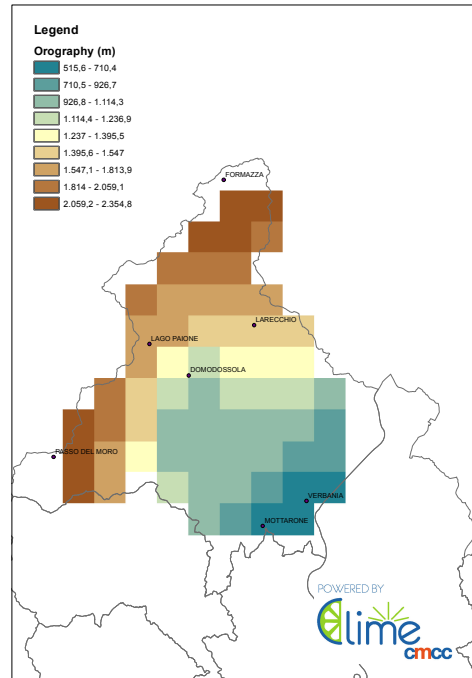 Legend
Orography (m)
515,6 - 710,4
710,5 - 926,7
926,8 - 1.114,3
1.114,4 - 1.236,9
1.237 - 1.395,5
1.395,6 - 1.547
1.547,1 - 1.813,9
1.814 - 2.059,1
2.059,2 - 2.354,8
FORMAZZA
LARECCHIO
LAGO PAIONE
DOMODOSSOLA
PASSO DEL MORO
VERBANIA
MOTTARONE
POWERED BY
Clime
cmcc